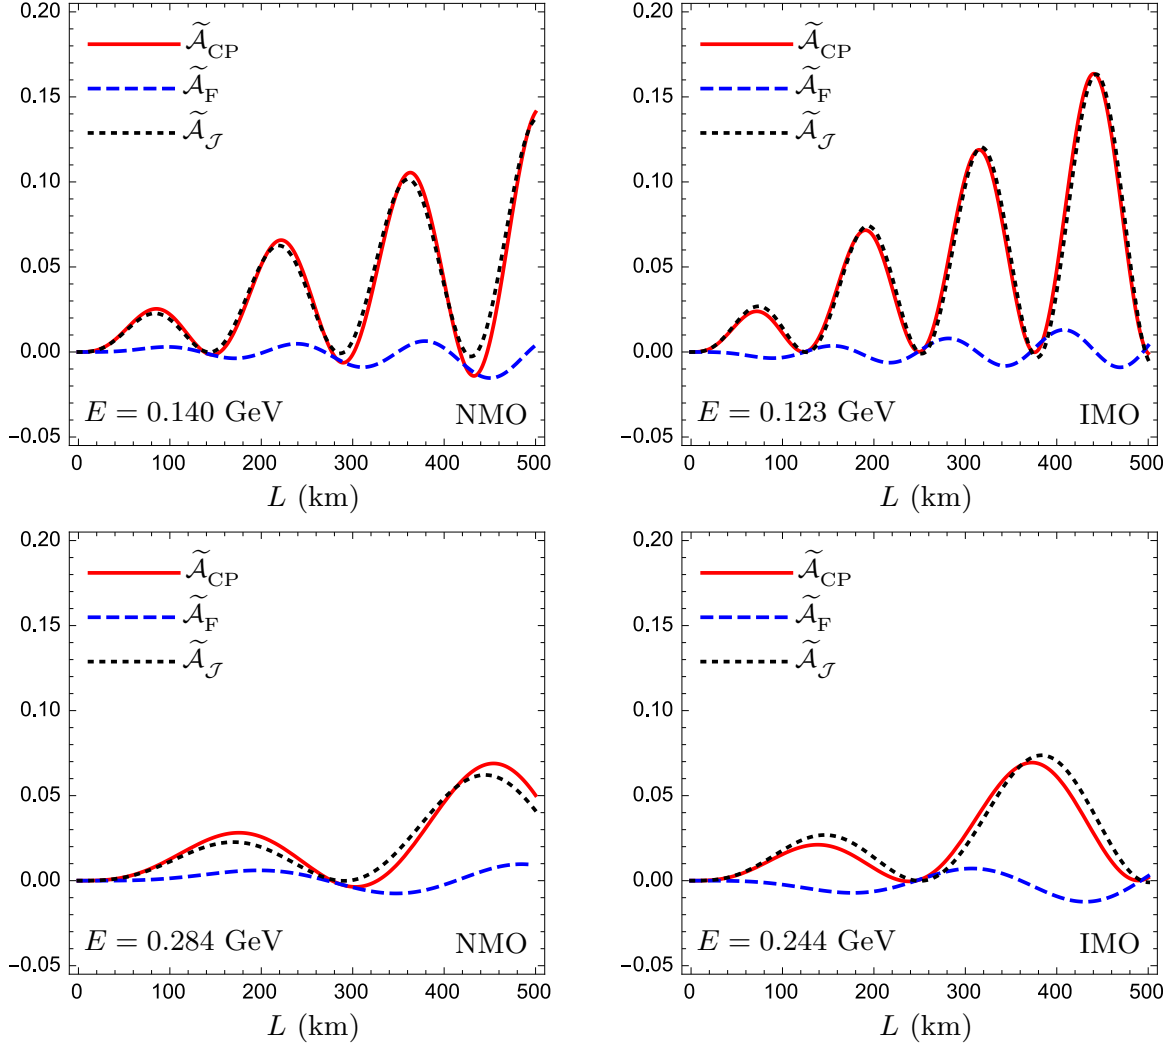 0.20
0.15
0.10
0.05
0.00
−0.05
𝒜̃_CP
𝒜̃_F
𝒜̃_𝒥
E = 0.140 GeV NMO
0 100 200 300 400 500
L (km)
0.20
0.15
0.10
0.05
0.00
−0.05
𝒜̃_CP
𝒜̃_F
𝒜̃_𝒥
E = 0.123 GeV IMO
0 100 200 300 400 500
L (km)
0.20
0.15
0.10
0.05
0.00
−0.05
𝒜̃_CP
𝒜̃_F
𝒜̃_𝒥
E = 0.284 GeV NMO
0 100 200 300 400 500
L (km)
0.20
0.15
0.10
0.05
0.00
−0.05
𝒜̃_CP
𝒜̃_F
𝒜̃_𝒥
E = 0.244 GeV IMO
0 100 200 300 400 500
L (km)